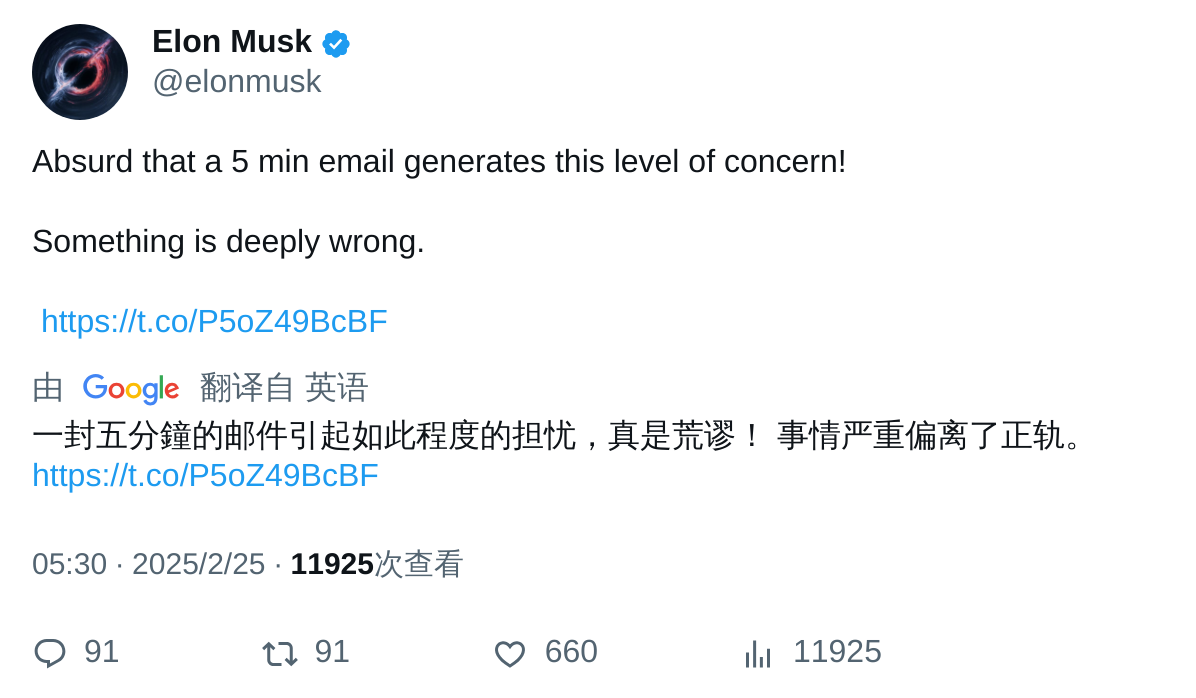 Elon Musk
@elonmusk
Absurd that a 5 min email generates this level of concern!
Something is deeply wrong.
https://t.co/P5oZ49BcBF
由 Google 翻译自 英语
一封五分鐘的邮件引起如此程度的担忧，真是荒谬！ 事情严重偏离了正轨。
https://t.co/P5oZ49BcBF
05:30 · 2025/2/25 · 11925次查看
91 91 660 11925